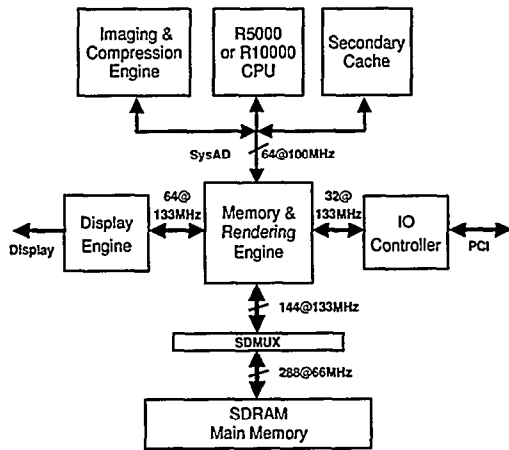 Imaging &
Compression
Engine
R5000
or R10000
CPU
Secondary
Cache
SysAD
64@100MHz
64@
133MHz
32@
133MHz
Display
Display
Engine
Memory &
Rendering
Engine
IO
Controller
PCI
144@133MHz
SDMUX
288@66MHz
SDRAM
Main Memory